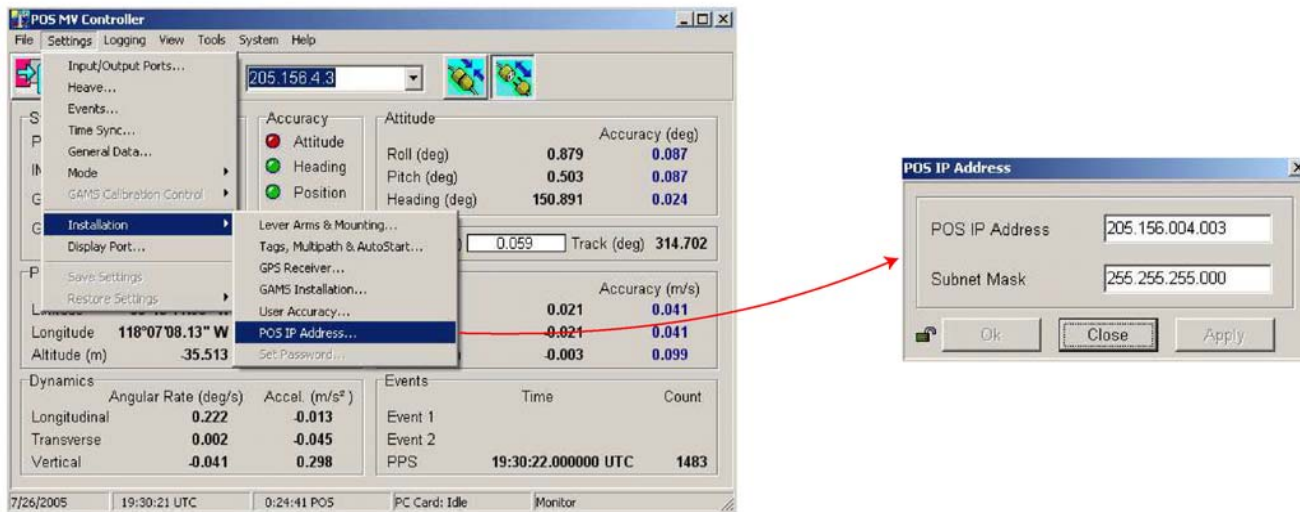 POS MV Controller
File Settings Logging View Tools System Help
Input/Output Ports...
Heave...
Events...
Time Sync...
General Data...
Mode
GAMS Calibration Control
Installation
Display Port...
Save Settings
Restore Settings
205.156.4.3
Accuracy
Attitude
Heading
Position
Attitude
Accuracy (deg)
Roll (deg) 0.879 0.087
Pitch (deg) 0.503 0.087
Heading (deg) 150.891 0.024
Lever Arms & Mounting...
Tags, Multipath & AutoStart...
GPS Receiver...
GAMS Installation...
User Accuracy...
POS IP Address...
Set Password...
0.059 Track (deg) 314.702
Accuracy (m/s)
0.021 0.041
-0.021 0.041
-0.003 0.099
Longitude 118°07'08.13" W
Altitude (m) -35.513
Dynamics
Angular Rate (deg/s) Accel. (m/s²)
Longitudinal 0.222 -0.013
Transverse 0.002 -0.045
Vertical -0.041 0.298
Events
Time Count
Event 1
Event 2
PPS 19:30:22.000000 UTC 1483
7/26/2005 19:30:21 UTC 0:24:41 POS PC Card: Idle Monitor
POS IP Address
POS IP Address 205.156.004.003
Subnet Mask 255.255.255.000
Ok Close Apply